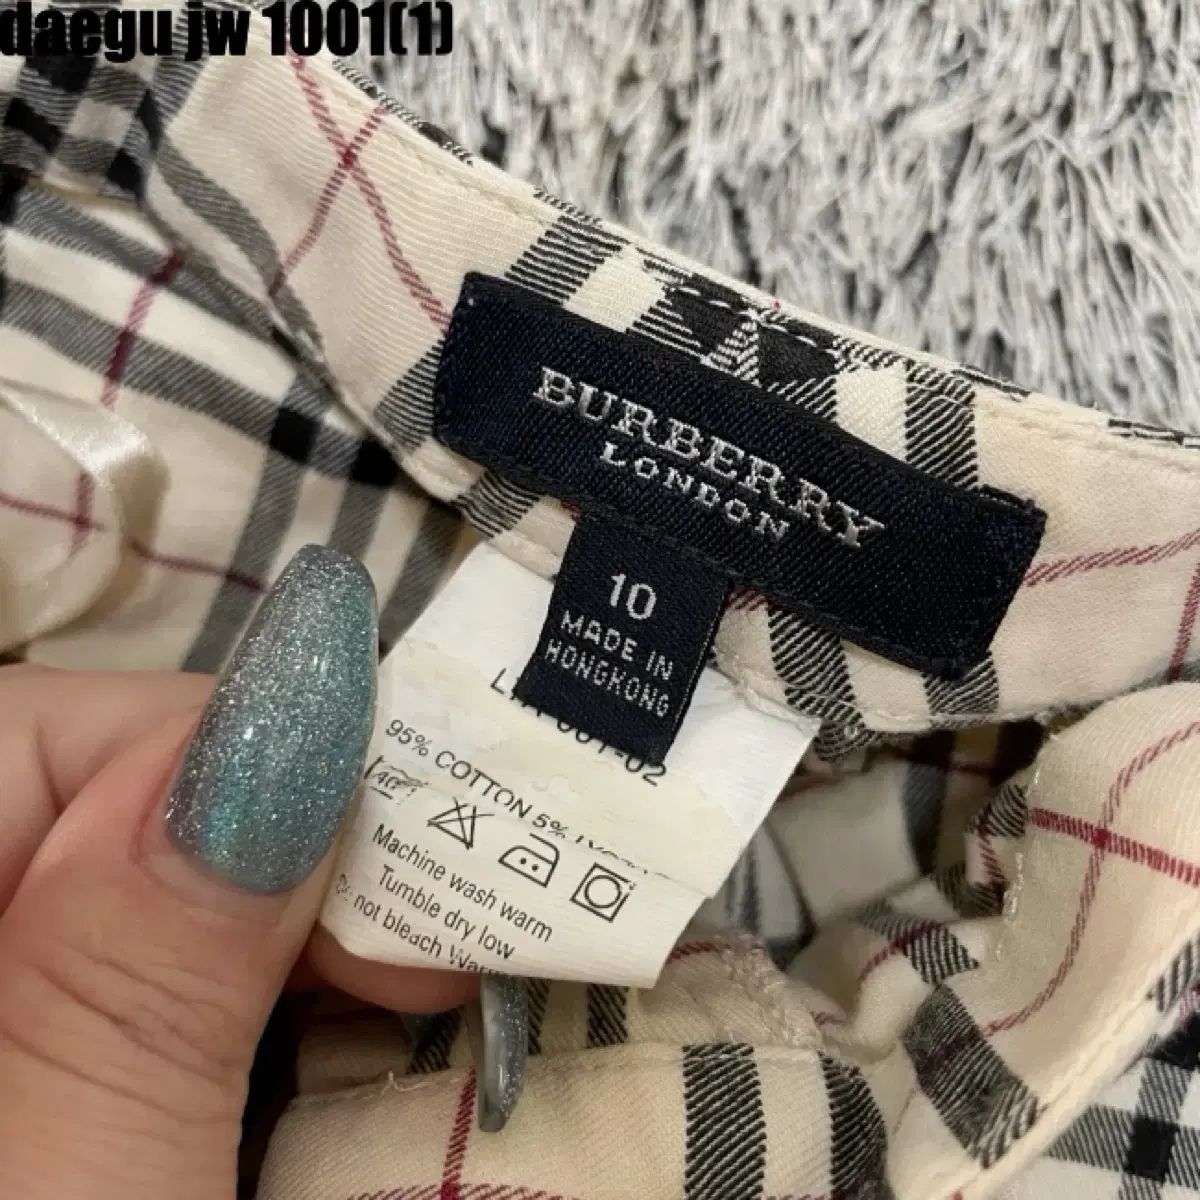 daegu jw 1001(1)
BURBERRY
LONDON
10
MADE IN
HONGKONG
95% COTTON 5%
40°
Machine wash warm
Tumble dry low
not bleach